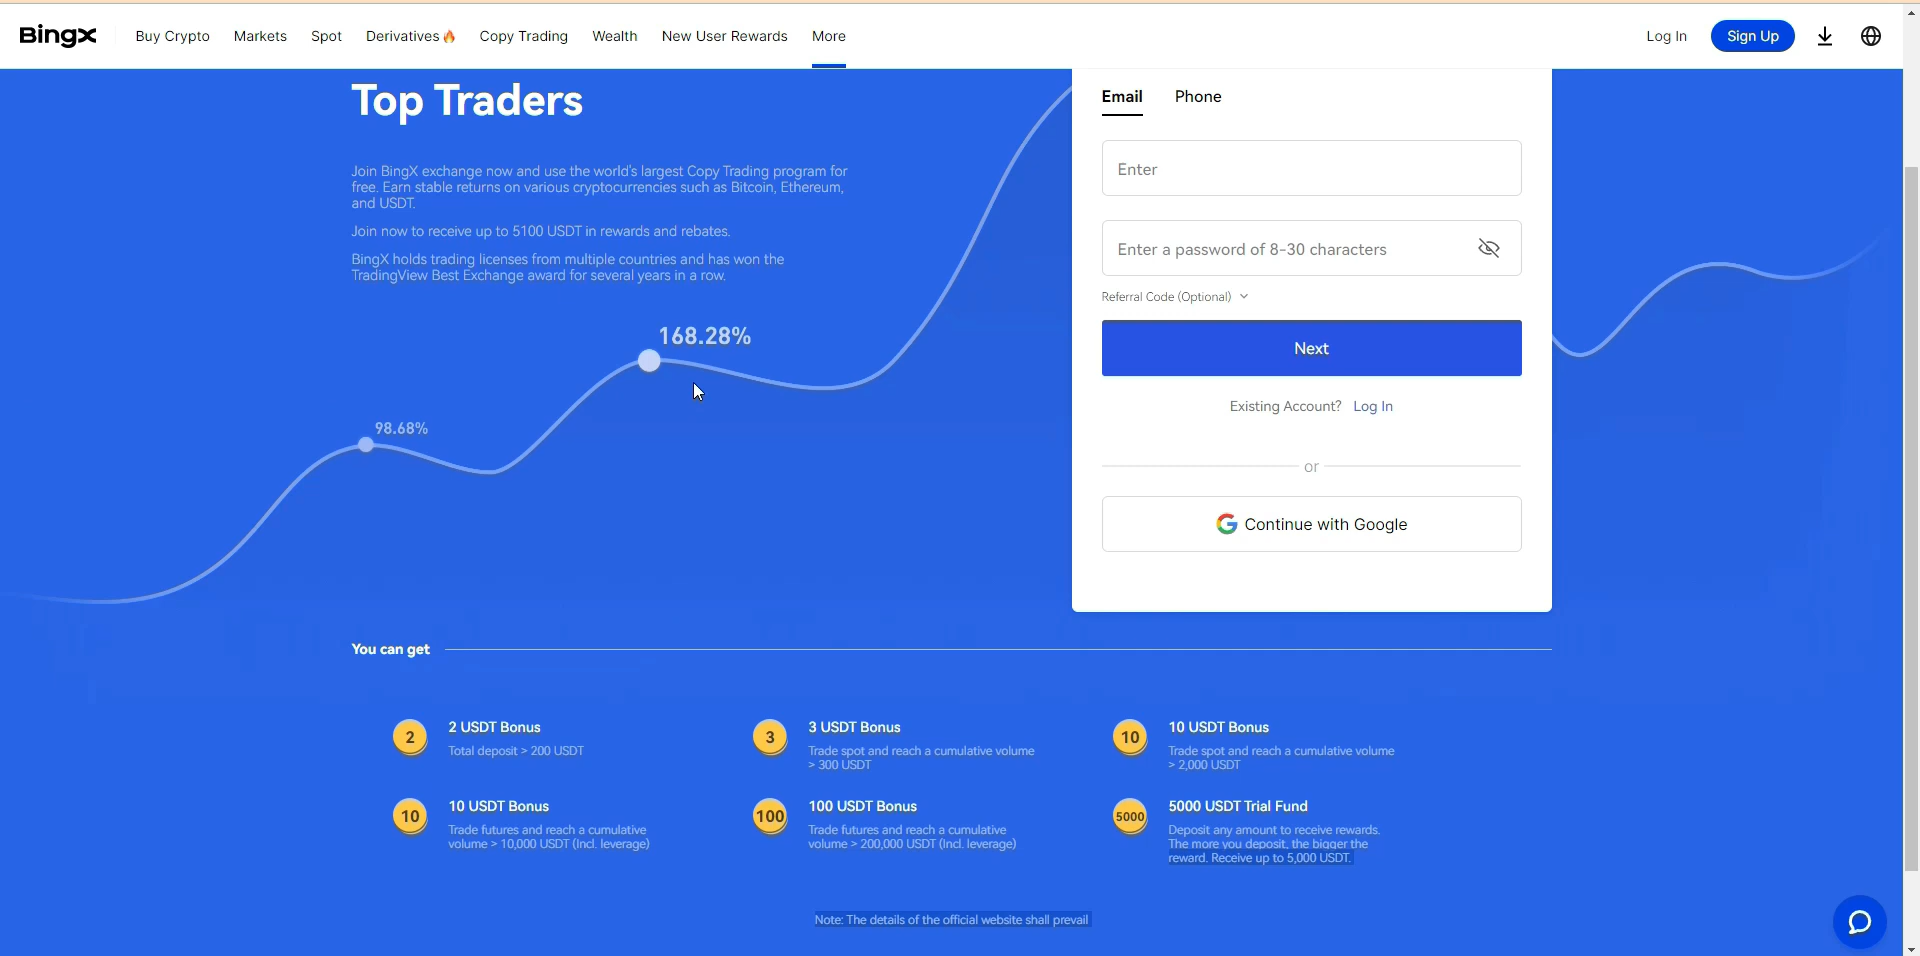 BingX
Buy Crypto
Markets
Spot
Derivatives
Copy Trading
Wealth
New User Rewards
More
Log In
Sign Up
Top Traders
Join BingX exchange now and use the world's largest Copy Trading program for
free. Earn stable returns on various cryptocurrencies such as Bitcoin, Ethereum,
and USDT.
Join now to receive up to 5100 USDT in rewards and rebates.
BingX holds trading licenses from multiple countries and has won the
TradingView Best Exchange award for several years in a row.
168.28%
98.68%
Email
Phone
Enter
Enter a password of 8-30 characters
Referral Code (Optional)
Next
Existing Account? Log In
or
Continue with Google
You can get
2
2 USDT Bonus
Total deposit > 200 USDT
3
3 USDT Bonus
Trade spot and reach a cumulative volume
> 300 USDT
10
10 USDT Bonus
Trade spot and reach a cumulative volume
> 2,000 USDT
10
10 USDT Bonus
Trade futures and reach a cumulative
volume > 10,000 USDT (Incl. leverage)
100
100 USDT Bonus
Trade futures and reach a cumulative
volume > 200,000 USDT (Incl. leverage)
5000
5000 USDT Trial Fund
Deposit any amount to receive rewards.
The more you deposit, the bigger the
reward. Receive up to 5,000 USDT.
Note: The details of the official website shall prevail